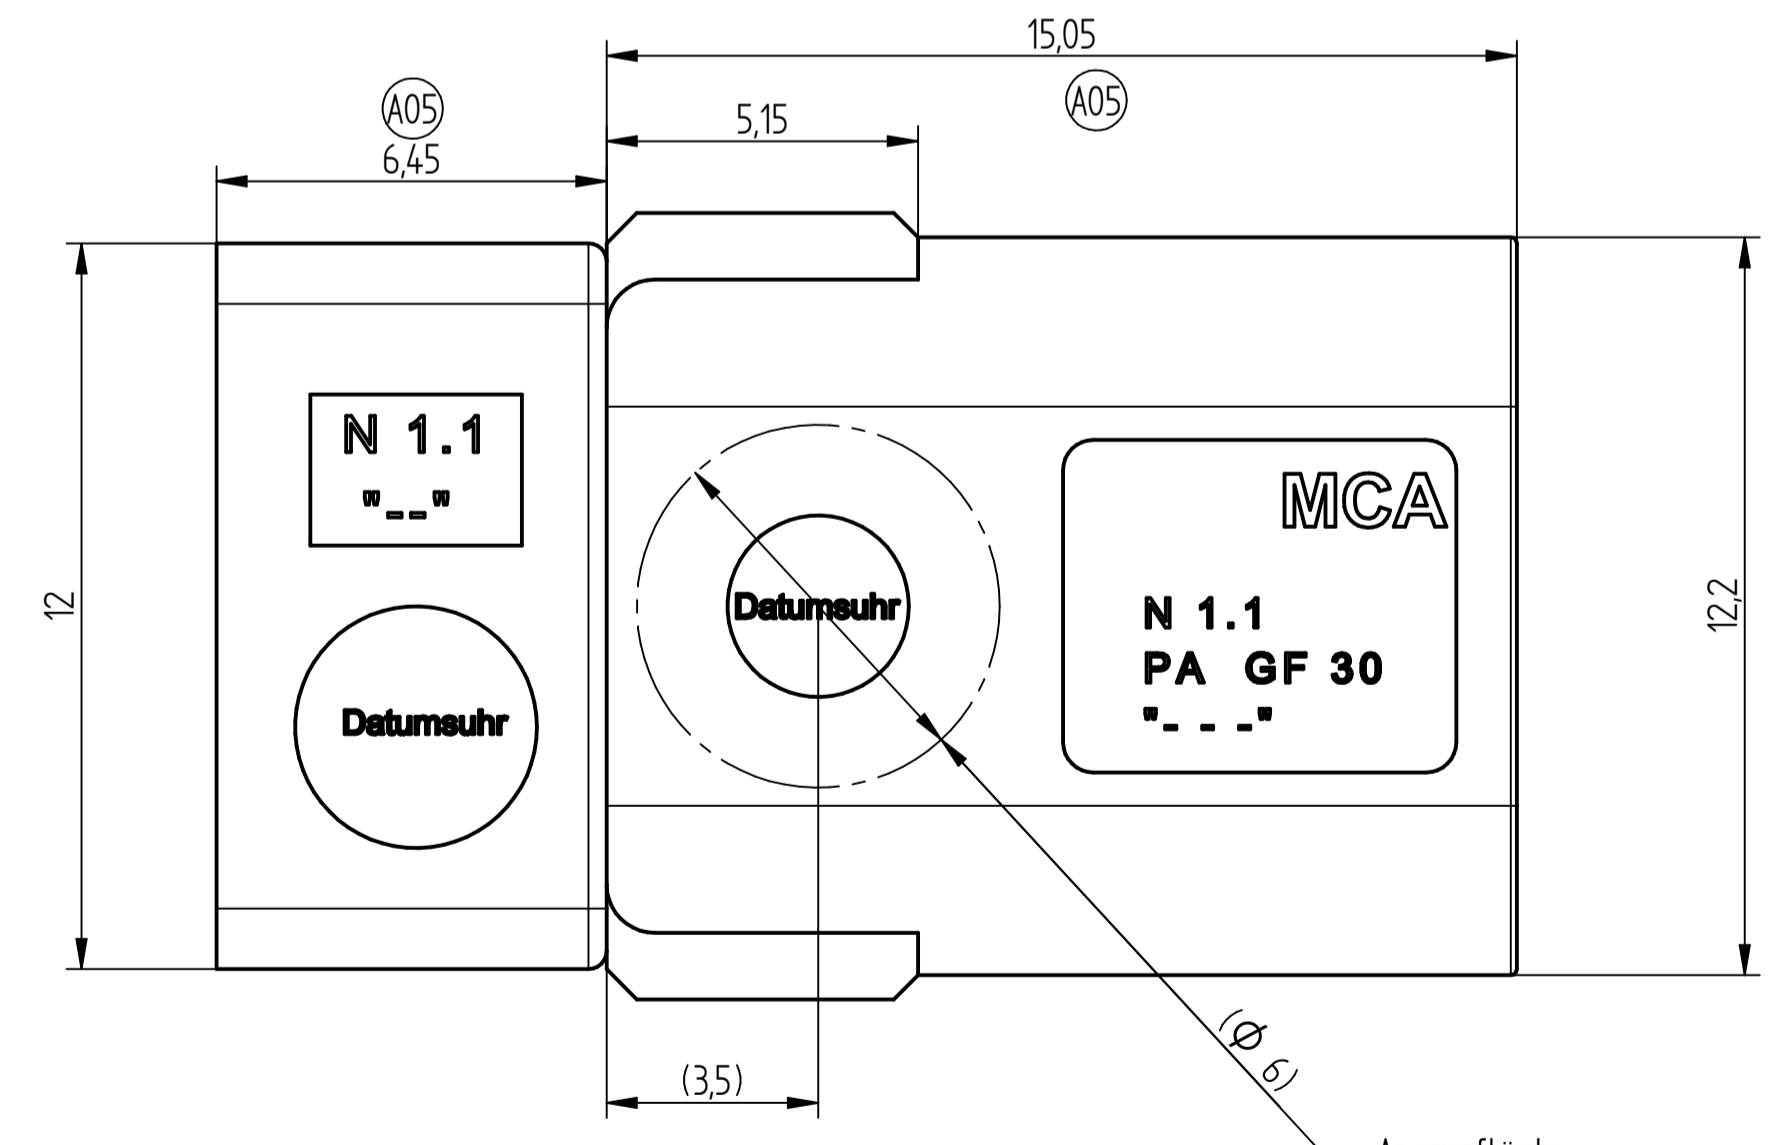 15,05
A05
A05
5,15
6,45
N 1.1
"__"
MCA
12
Datumsuhr
12,2
N 1.1
PA GF 30
"_ _ _"
Datumsuhr
(Ø 6)
(3,5)